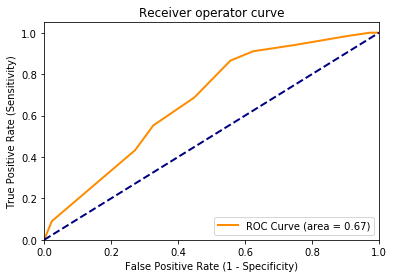 Receiver operator curve
True Positive Rate (Sensitivity)
1.0
0.8
0.6
0.4
0.2
0.0
ROC Curve (area = 0.67)
0.0 0.2 0.4 0.6 0.8 1.0
False Positive Rate (1 - Specificity)